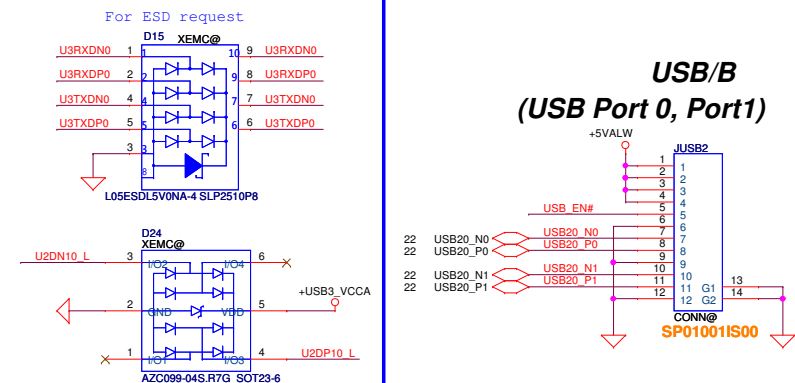 For ESD request
D15 XEMC@
U3RXDN0 1 1 10 9 U3RXDN0
U3RXDP0 2 2 9 8 U3RXDP0
U3TXDN0 4 4 7 7 U3TXDN0
U3TXDP0 5 5 6 6 U3TXDP0
3 3
8
L05ESDL5V0NA-4 SLP2510P8
D24
XEMC@
U2DN10_L 3 I/O2 I/O4 6
2 GND VDD 5 +USB3_VCCA
1 I/O1 I/O3 4 U2DP10_L
AZC099-04S.R7G SOT23-6
USB/B
(USB Port 0, Port1)
+5VALW
JUSB2
1 1
2 2
3 3
4 4
USB_EN# 5 5
6 6
22 USB20_N0 USB20_N0 7 7
22 USB20_P0 USB20_P0 8 8
9 9
22 USB20_N1 USB20_N1 10 10
22 USB20_P1 USB20_P1 11 11 G1 13
12 12 G2 14
CONN@
SP01001IS00